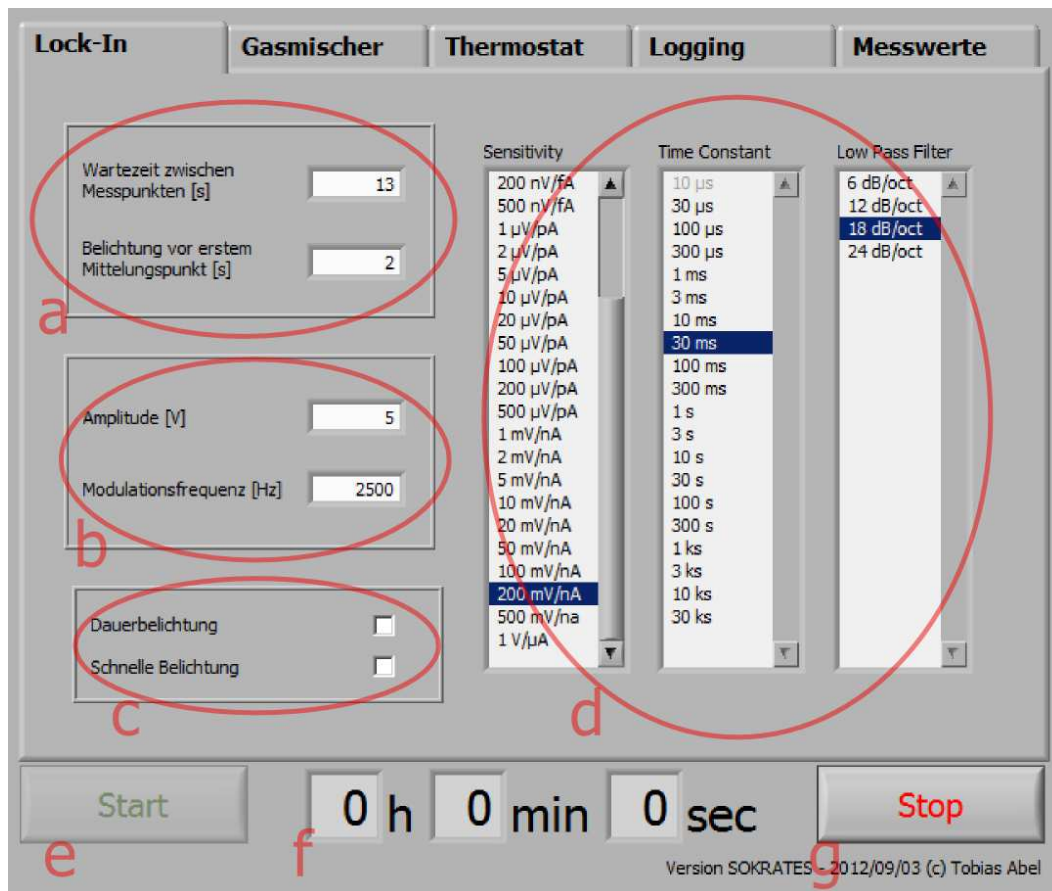 Lock-In Gasmischer Thermostat Logging Messwerte
Wartezeit zwischen
Messpunkten [s] 13
Belichtung vor erstem
Mittelungspunkt [s] 2
a
Amplitude [V] 5
Modulationsfrequenz [Hz] 2500
b
Dauerbelichtung
Schnelle Belichtung
c
Sensitivity
200 nV/fA
500 nV/fA
1 µV/pA
2 µV/pA
5 µV/pA
10 µV/pA
20 µV/pA
50 µV/pA
100 µV/pA
200 µV/pA
500 µV/pA
1 mV/nA
2 mV/nA
5 mV/nA
10 mV/nA
20 mV/nA
50 mV/nA
100 mV/nA
200 mV/nA
500 mV/na
1 V/µA
Time Constant
10 µs
30 µs
100 µs
300 µs
1 ms
3 ms
10 ms
30 ms
100 ms
300 ms
1 s
3 s
10 s
30 s
100 s
300 s
1 ks
3 ks
10 ks
30 ks
Low Pass Filter
6 dB/oct
12 dB/oct
18 dB/oct
24 dB/oct
d
Start 0 h 0 min 0 sec Stop
e f g
Version SOKRATES - 2012/09/03 (c) Tobias Abel